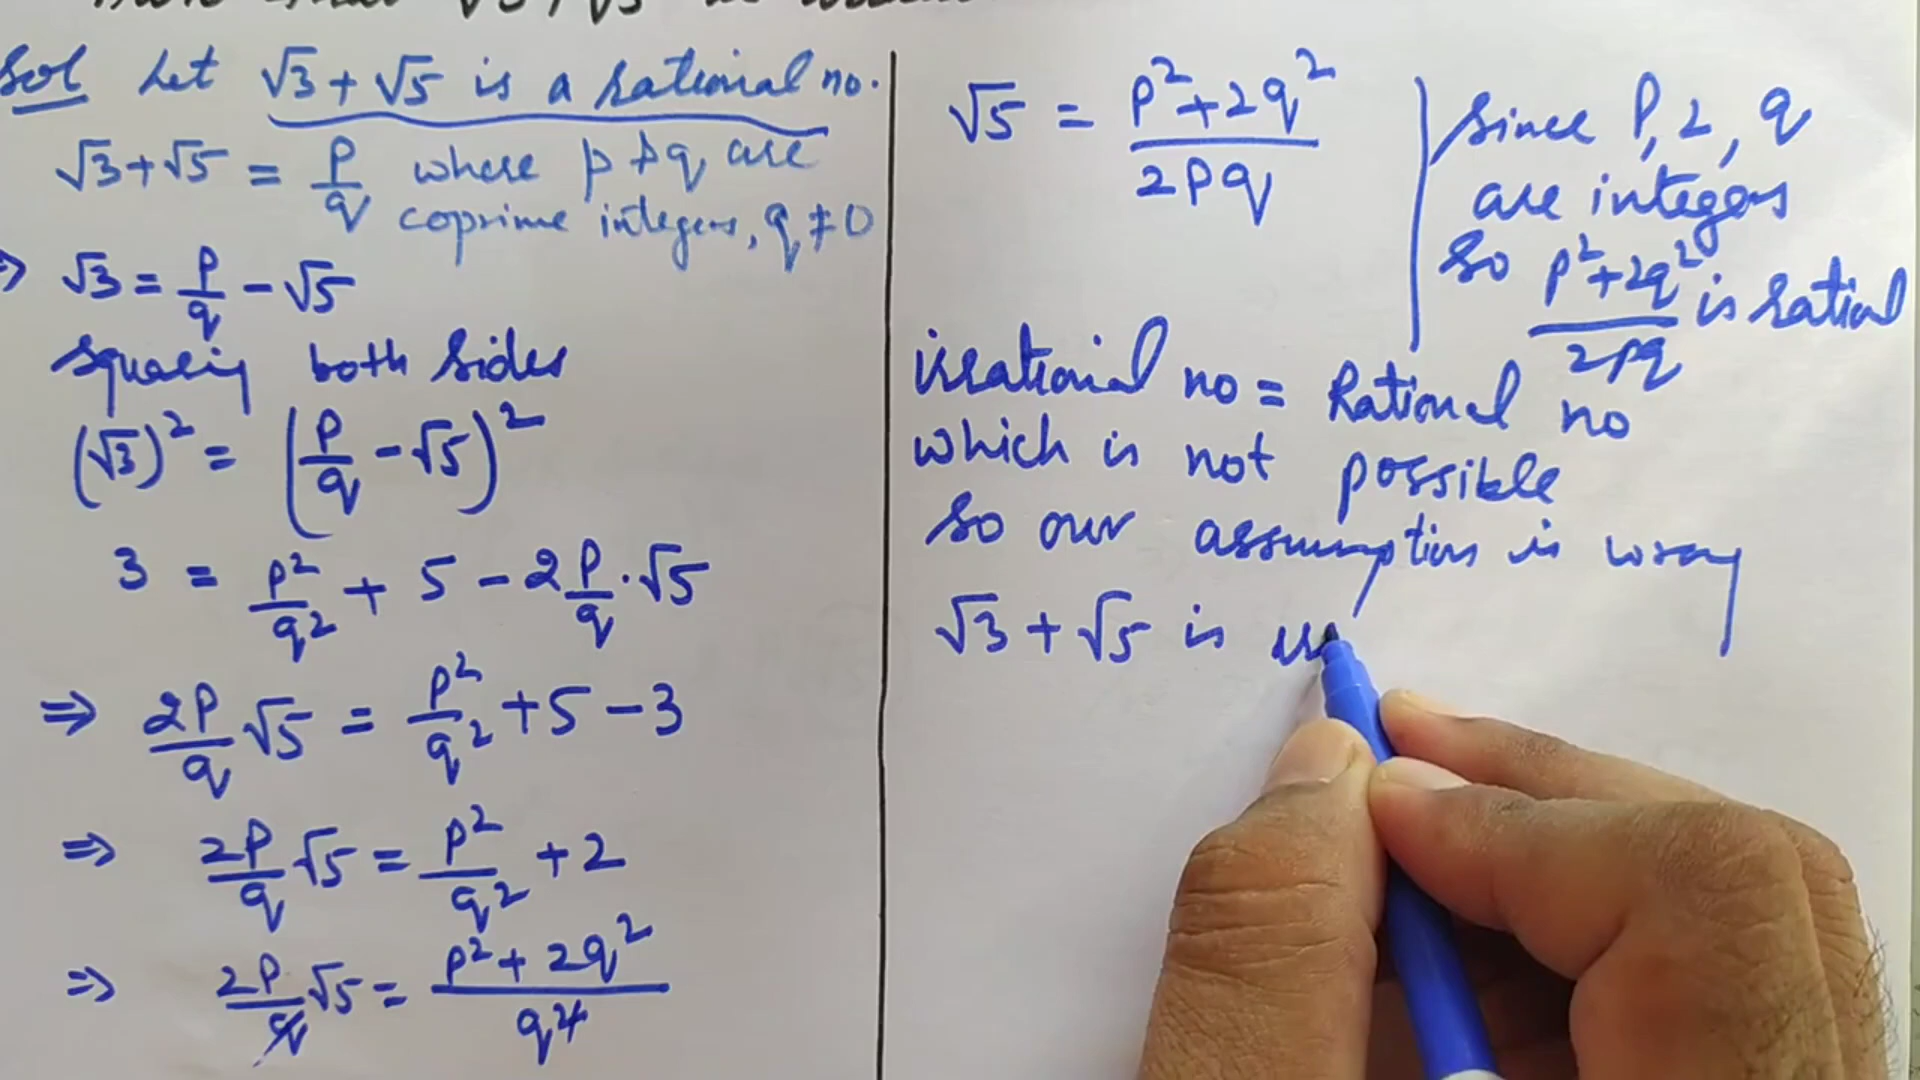 √3+√5
Sol Let √3 + √5 is a rational no.
√3+√5 = p/q where p & q are
coprime integers, q ≠ 0
⇒ √3 = p/q - √5
squaring both sides
(√3)² = (p/q - √5)²
3 = p²/q² + 5 - 2p/q . √5
⇒ 2p/q √5 = p²/q² + 5 - 3
⇒ 2p/q √5 = p²/q² + 2
⇒ 2p/q √5 = p² + 2q²/q²
√5 = p²+2q²/2pq
since p, 2, q
are integers
so p²+2q²/2pq is rational
irrational no = Rational no
which is not possible
so our assumption is wrong
√3 + √5 is